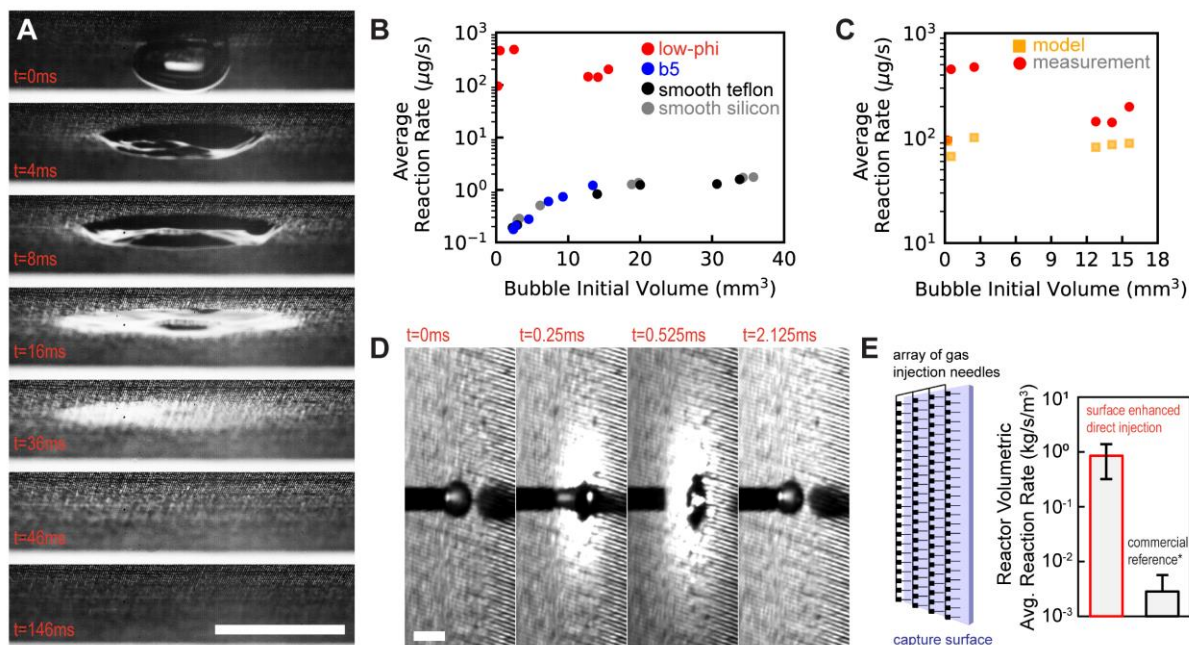 A
t=0ms
t=4ms
t=8ms
t=16ms
t=36ms
t=46ms
t=146ms
B
Average
Reaction Rate (µg/s)
10³
10²
10¹
10⁰
10⁻¹
low-phi
b5
smooth teflon
smooth silicon
0 10 20 30 40
Bubble Initial Volume (mm³)
C
Average
Reaction Rate (µg/s)
10³
10²
10¹
model
measurement
0 3 6 9 12 15 18
Bubble Initial Volume (mm³)
D
t=0ms t=0.25ms t=0.525ms t=2.125ms
E
array of gas
injection needles
capture surface
Reactor Volumetric
Avg. Reaction Rate (kg/s/m³)
10¹
10⁰
10⁻¹
10⁻²
10⁻³
surface enhanced
direct injection
commercial
reference*